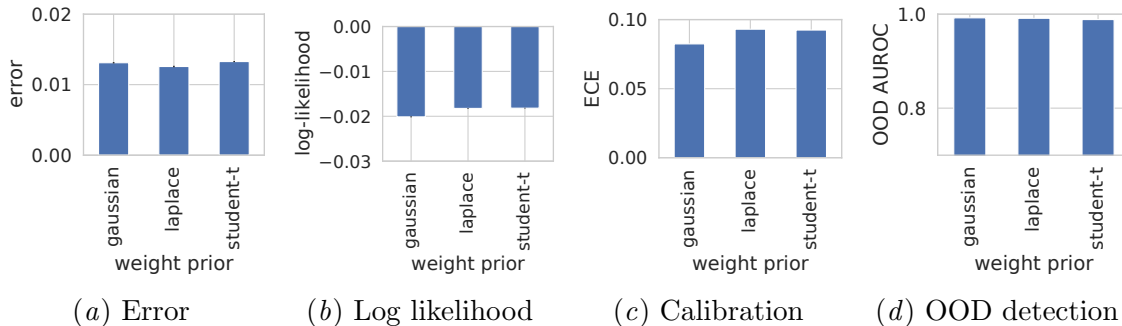 0.02
0.01
0.00
error
gaussian
laplace
student-t
weight prior
(a) Error
0.00
−0.01
−0.02
−0.03
log-likelihood
gaussian
laplace
student-t
weight prior
(b) Log likelihood
0.10
0.05
0.00
ECE
gaussian
laplace
student-t
weight prior
(c) Calibration
1.0
0.8
OOD AUROC
gaussian
laplace
student-t
weight prior
(d) OOD detection